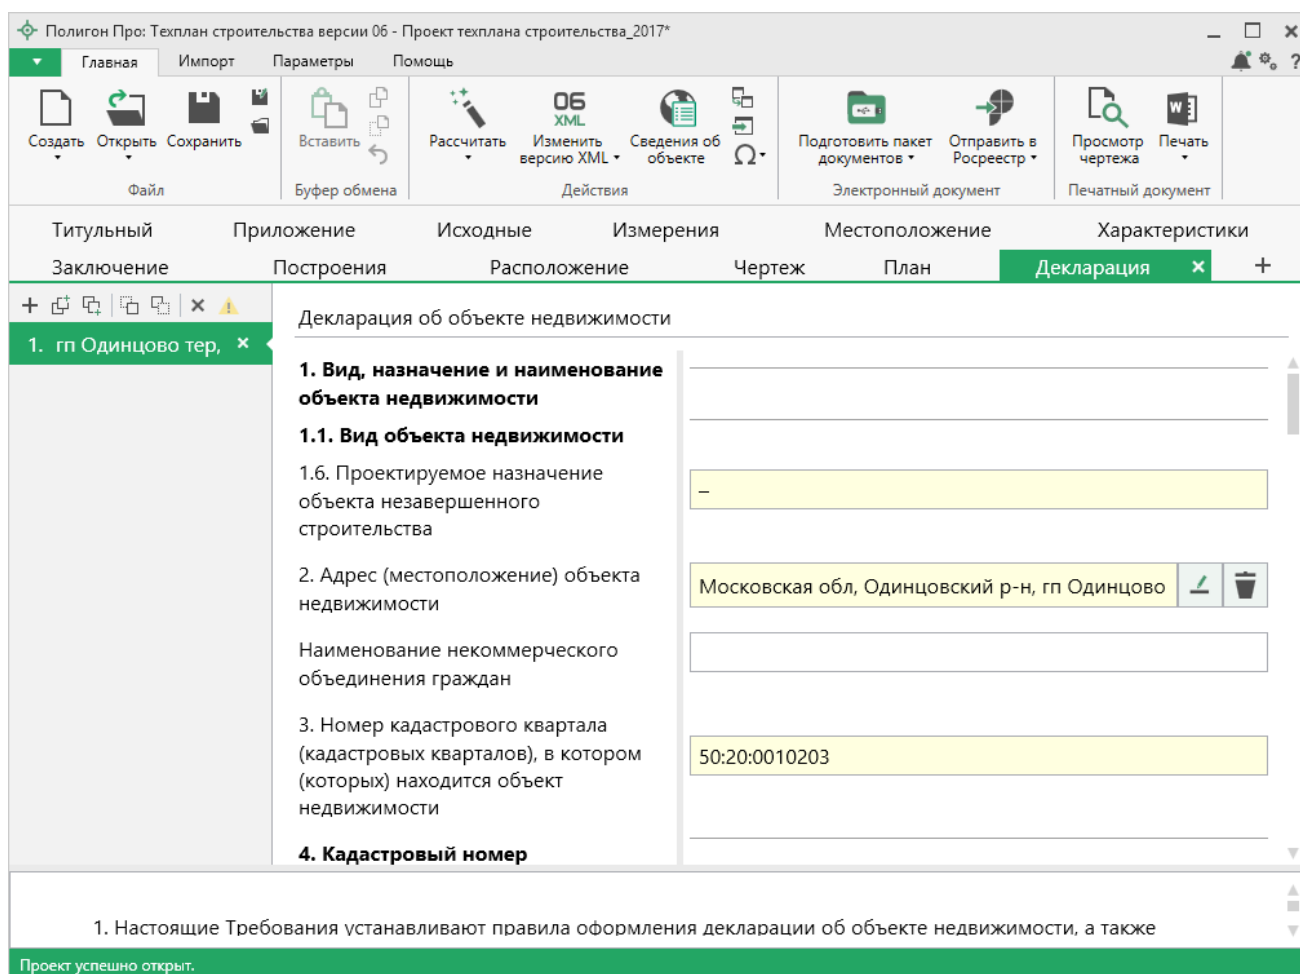 Полигон Про: Техплан строительства версии 06 - Проект техплана строительства_2017*
Главная Импорт Параметры Помощь
Создать Открыть Сохранить
Вставить
Рассчитать
06 XML
Изменить версию XML
Сведения об объекте
Подготовить пакет документов
Отправить в Росреестр
Просмотр чертежа
W
Печать
Файл Буфер обмена Действия Электронный документ Печатный документ
Титульный Приложение Исходные Измерения Местоположение Характеристики
Заключение Построения Расположение Чертеж План Декларация
1. гп Одинцово тер,
Декларация об объекте недвижимости
1. Вид, назначение и наименование
объекта недвижимости
1.1. Вид объекта недвижимости
1.6. Проектируемое назначение
объекта незавершенного
строительства
–
2. Адрес (местоположение) объекта
недвижимости
Московская обл, Одинцовский р-н, гп Одинцово
Наименование некоммерческого
объединения граждан
3. Номер кадастрового квартала
(кадастровых кварталов), в котором
(которых) находится объект
недвижимости
50:20:0010203
4. Кадастровый номер
1. Настоящие Требования устанавливают правила оформления декларации об объекте недвижимости, а также
Проект успешно открыт.